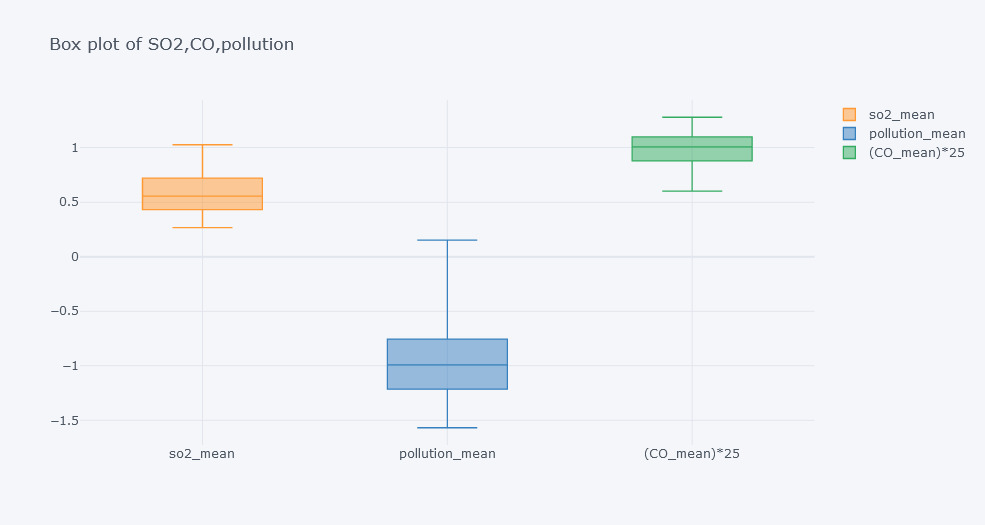 Box plot of SO2,CO,pollution
so2_mean
pollution_mean
(CO_mean)*25
1
0.5
0
−0.5
−1
−1.5
so2_mean
pollution_mean
(CO_mean)*25